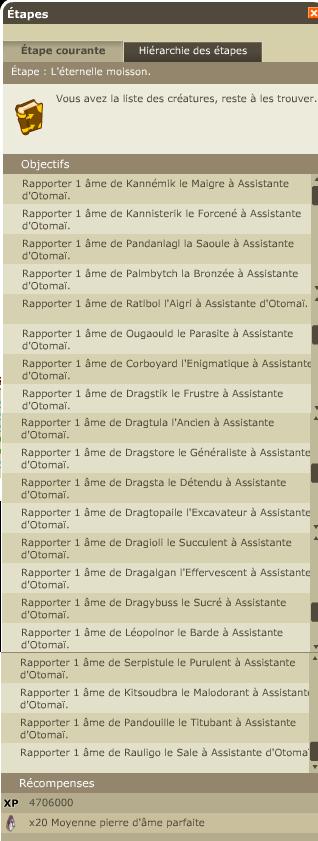 Étapes
Étape courante
Hiérarchie des étapes
Étape : L'éternelle moisson.
Vous avez la liste des créatures, reste à les trouver.
Objectifs
Rapporter 1 âme de Kannémik le Maigre à Assistante
d'Otomaï.
Rapporter 1 âme de Kannisterik le Forcené à Assistante
d'Otomaï.
Rapporter 1 âme de Pandanlagl la Saoule à Assistante
d'Otomaï.
Rapporter 1 âme de Palmbytch la Bronzée à Assistante
d'Otomaï.
Rapporter 1 âme de Ratlbol l'Aigri à Assistante d'Otomaï.
Rapporter 1 âme de Ougaould le Parasite à Assistante
d'Otomaï.
Rapporter 1 âme de Corboyard l'Enigmatique à Assistante
d'Otomaï.
Rapporter 1 âme de Dragstik le Frustre à Assistante
d'Otomaï.
Rapporter 1 âme de Dragtula l'Ancien à Assistante
d'Otomaï.
Rapporter 1 âme de Dragstore le Généraliste à Assistante
d'Otomaï.
Rapporter 1 âme de Dragsta le Détendu à Assistante
d'Otomaï.
Rapporter 1 âme de Dragtopaile l'Excavateur à Assistante
d'Otomaï.
Rapporter 1 âme de Dragioli le Succulent à Assistante
d'Otomaï.
Rapporter 1 âme de Dragalgan l'Effervescent à Assistante
d'Otomaï.
Rapporter 1 âme de Dragybuss le Sucré à Assistante
d'Otomaï.
Rapporter 1 âme de Léopolnor le Barde à Assistante
d'Otomaï.
Rapporter 1 âme de Serpistule le Purulent à Assistante
d'Otomaï.
Rapporter 1 âme de Kitsoudbra le Malodorant à Assistante
d'Otomaï.
Rapporter 1 âme de Pandouille le Titubant à Assistante
d'Otomaï.
Rapporter 1 âme de Rauligo le Sale à Assistante d'Otomaï
Récompenses
XP 4706000
x20 Moyenne pierre d'âme parfaite